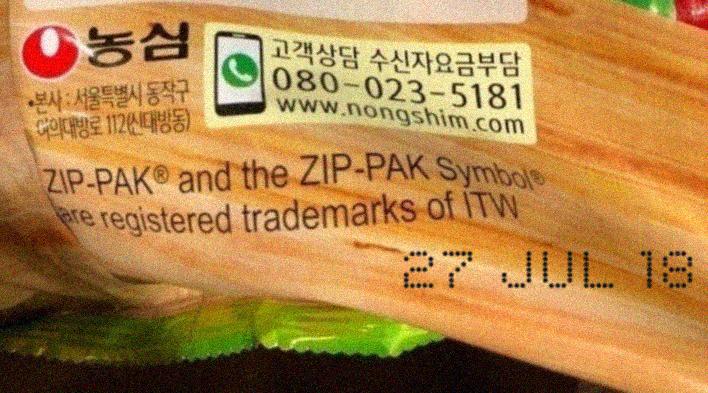 농심
고객상담 수신자요금부담
080-023-5181
www.nongshim.com
•본사 : 서울특별시 동작구
여의대방로 112(신대방동)
ZIP-PAK® and the ZIP-PAK Symbol®
are registered trademarks of ITW
27 JUL 18